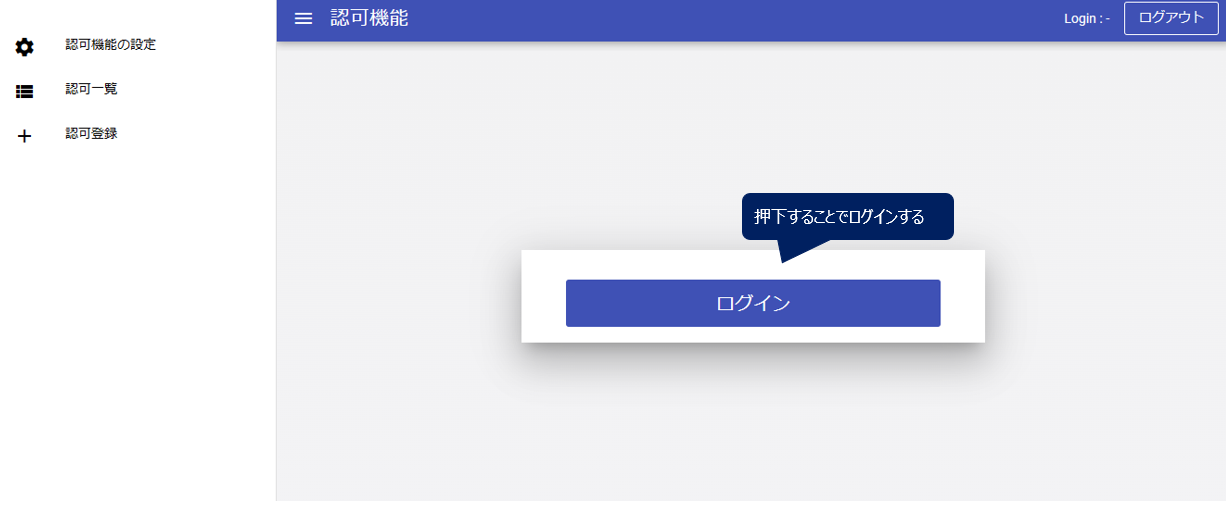 認可機能
Login : -
ログアウト
認可機能の設定
認可一覧
認可登録
押下することでログインする
ログイン